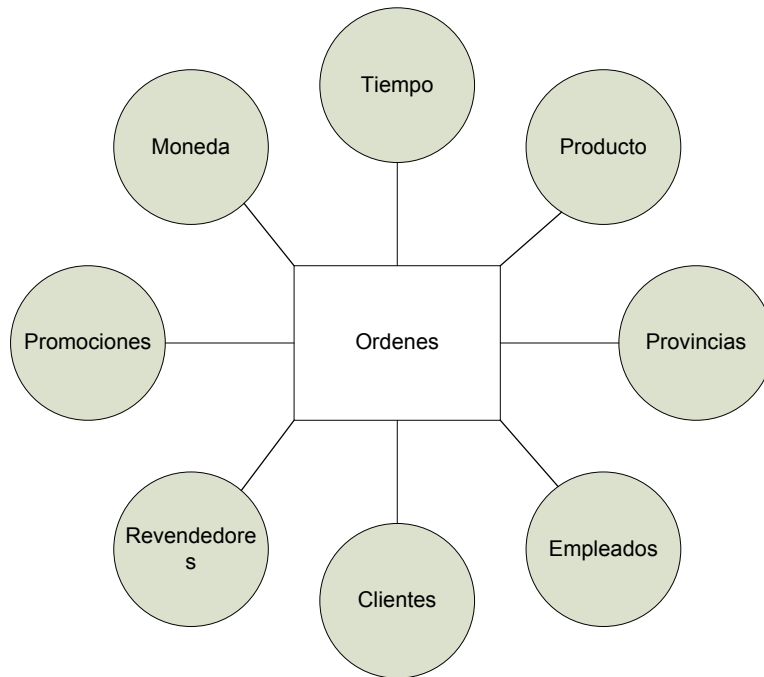 Tiempo
Moneda
Producto
Promociones
Ordenes
Provincias
Revendedore
s
Empleados
Clientes